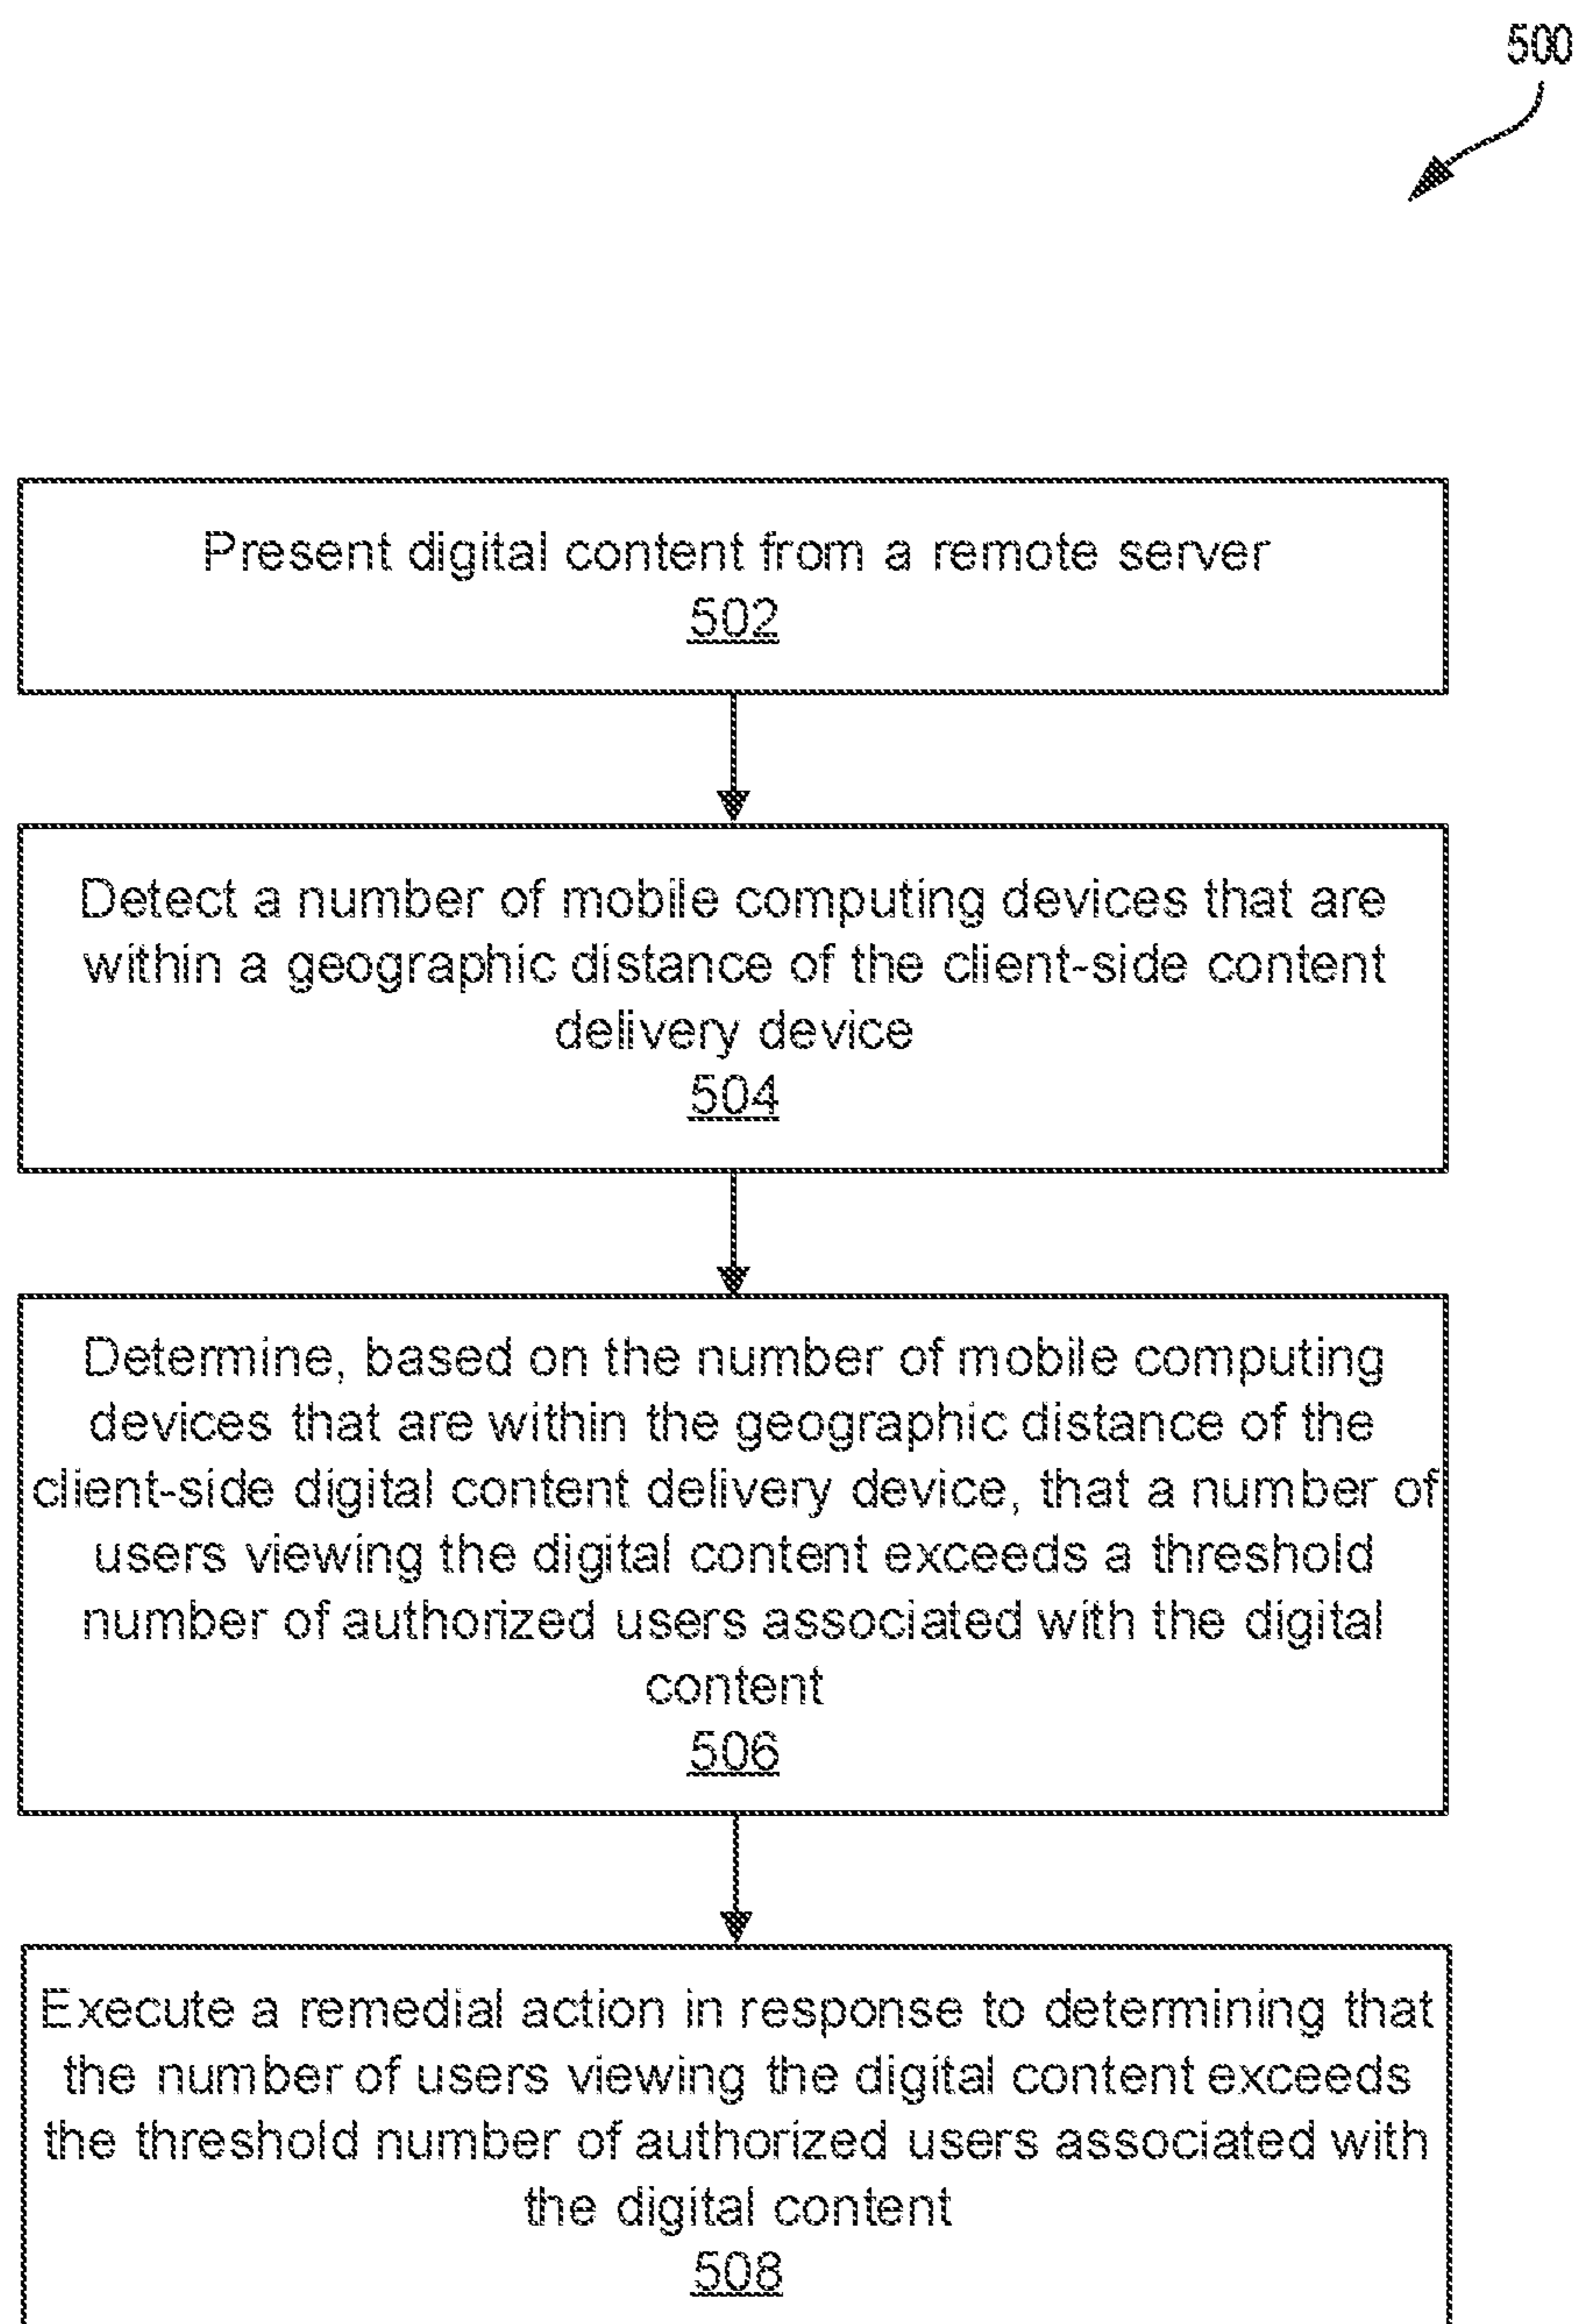 500
Present digital content from a remote server
502
Detect a number of mobile computing devices that are
within a geographic distance of the client-side content
delivery device
504
Determine, based on the number of mobile computing
devices that are within the geographic distance of the
client-side digital content delivery device, that a number of
users viewing the digital content exceeds a threshold
number of authorized users associated with the digital
content
506
Execute a remedial action in response to determining that
the number of users viewing the digital content exceeds
the threshold number of authorized users associated with
the digital content
508